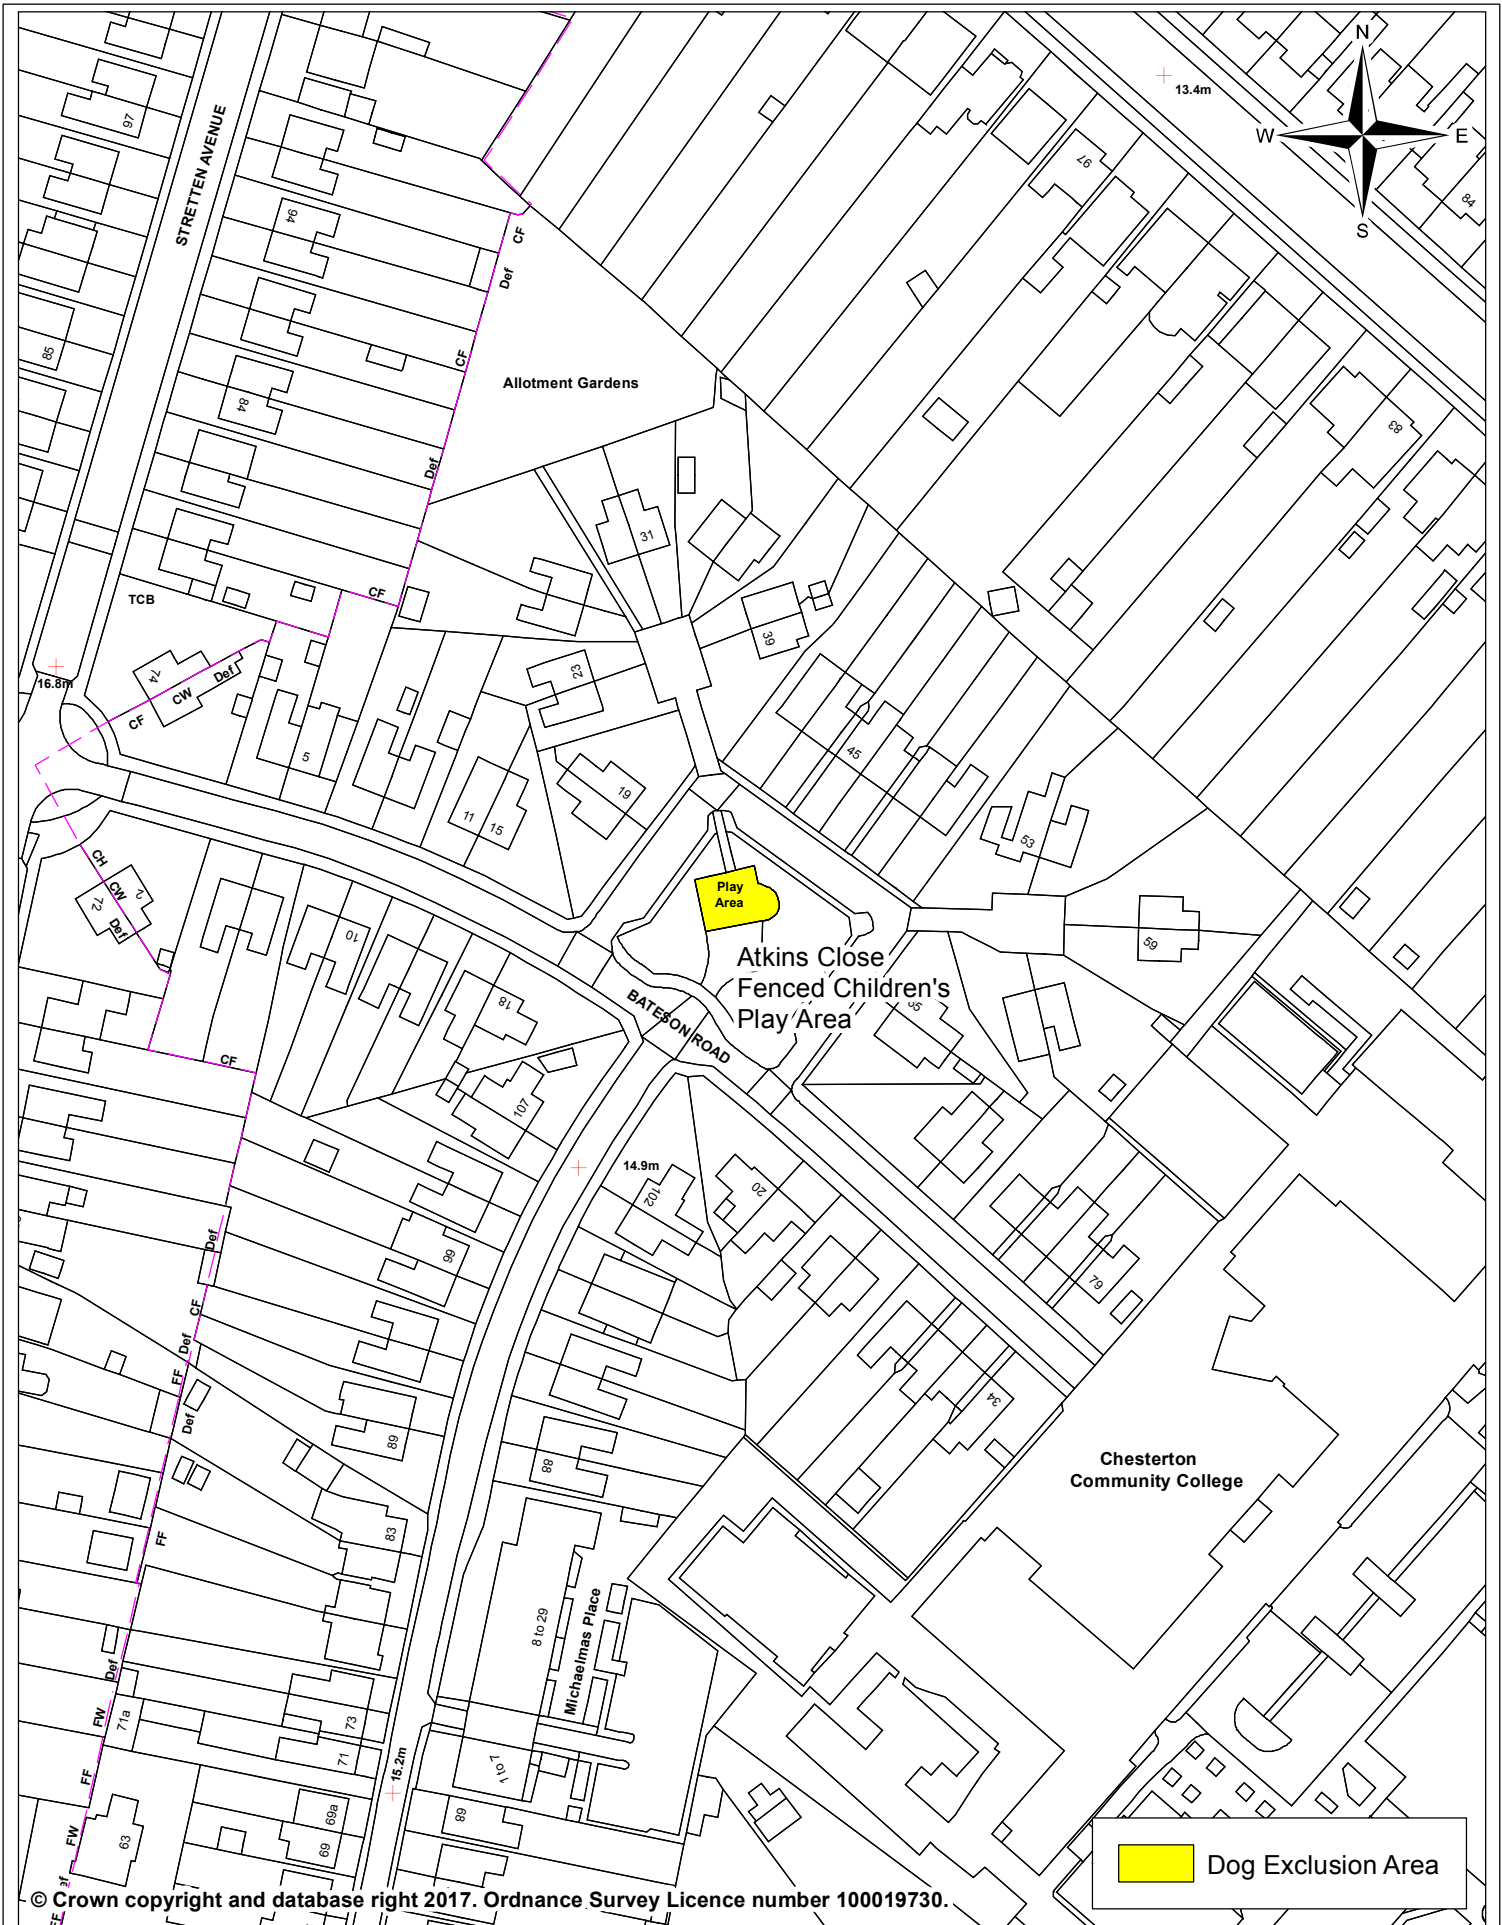 N
13.4m
W
E
S
97
STRETTEN AVENUE
97
84
94
CF
Def
85
CF
Allotment Gardens
84
83
Def
31
CF
TCB
39
74
CW
Def
23
16.8m
CF
5
45
19
11
15
53
CH
CW
2
72
Def
Play
Area
10
59
Atkins Close
Fenced Children's
Play Area
18
BATESON ROAD
65
CF
107
14.9m
102
20
Def
99
79
CF
Def
FF
34
Def
89
88
Chesterton
Community College
83
FF
8 to 29
Michaelmas Place
Def
71a
FW
73
71
15.2m
1 to 7
FF
69a
89
FW
63
69
Dog Exclusion Area
© Crown copyright and database right 2017. Ordnance Survey Licence number 100019730.
FF